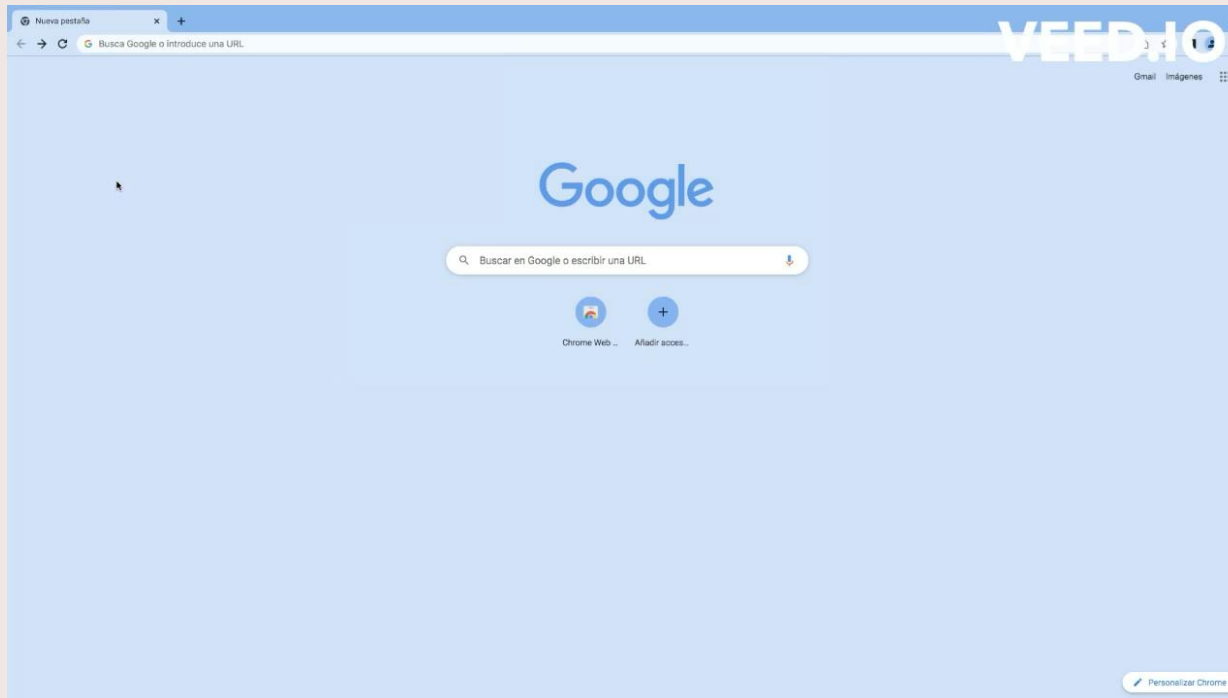 Nueva pestaña
Busca Google o introduce una URL
VEED.IO
Gmail Imágenes
Google
Buscar en Google o escribir una URL
Chrome Web ... Añadir acces...
Personalizar Chrome